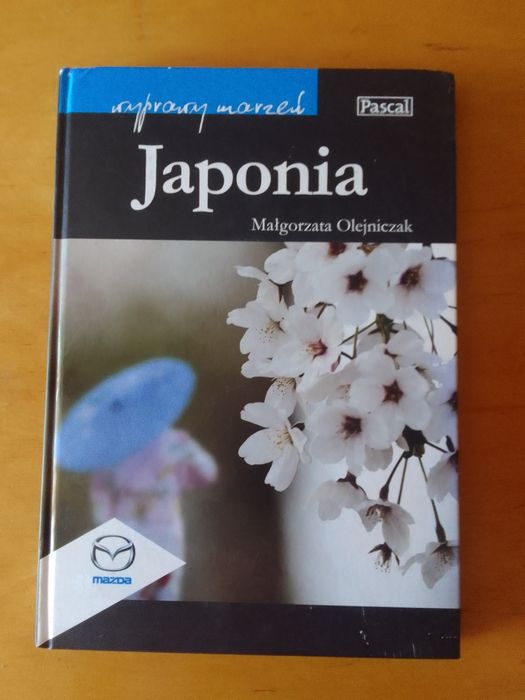 wyprawy marzeń
Pascal
Japonia
Małgorzata Olejniczak
mazda